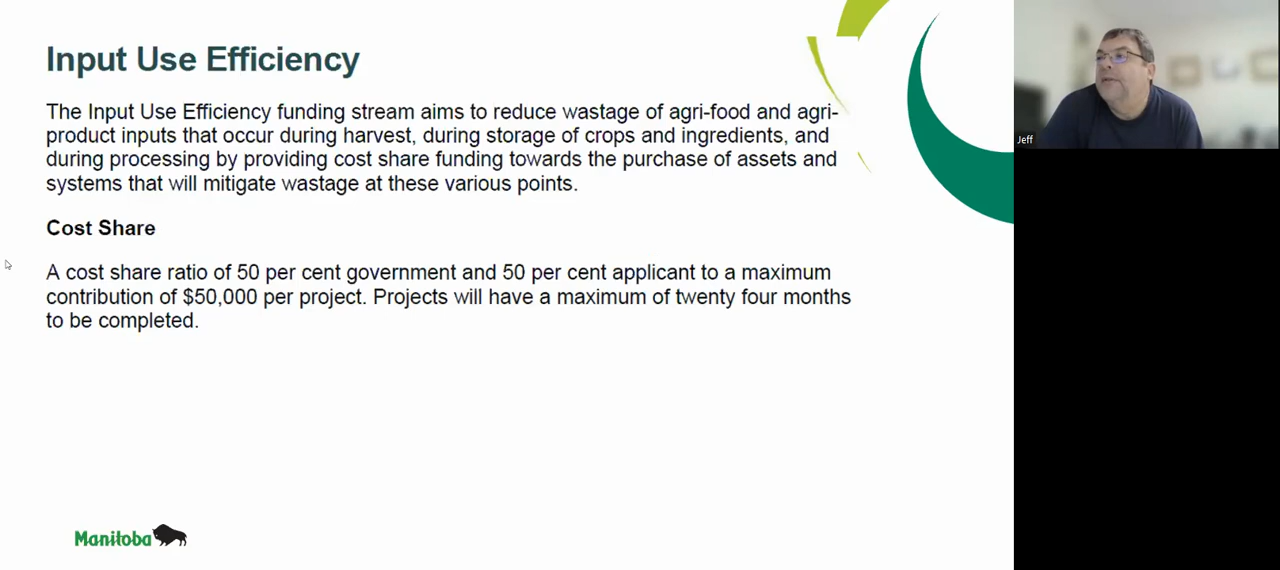 Input Use Efficiency
The Input Use Efficiency funding stream aims to reduce wastage of agri-food and agri-
product inputs that occur during harvest, during storage of crops and ingredients, and
during processing by providing cost share funding towards the purchase of assets and
systems that will mitigate wastage at these various points.
Cost Share
A cost share ratio of 50 per cent government and 50 per cent applicant to a maximum
contribution of $50,000 per project. Projects will have a maximum of twenty four months
to be completed.
Manitoba
Jeff